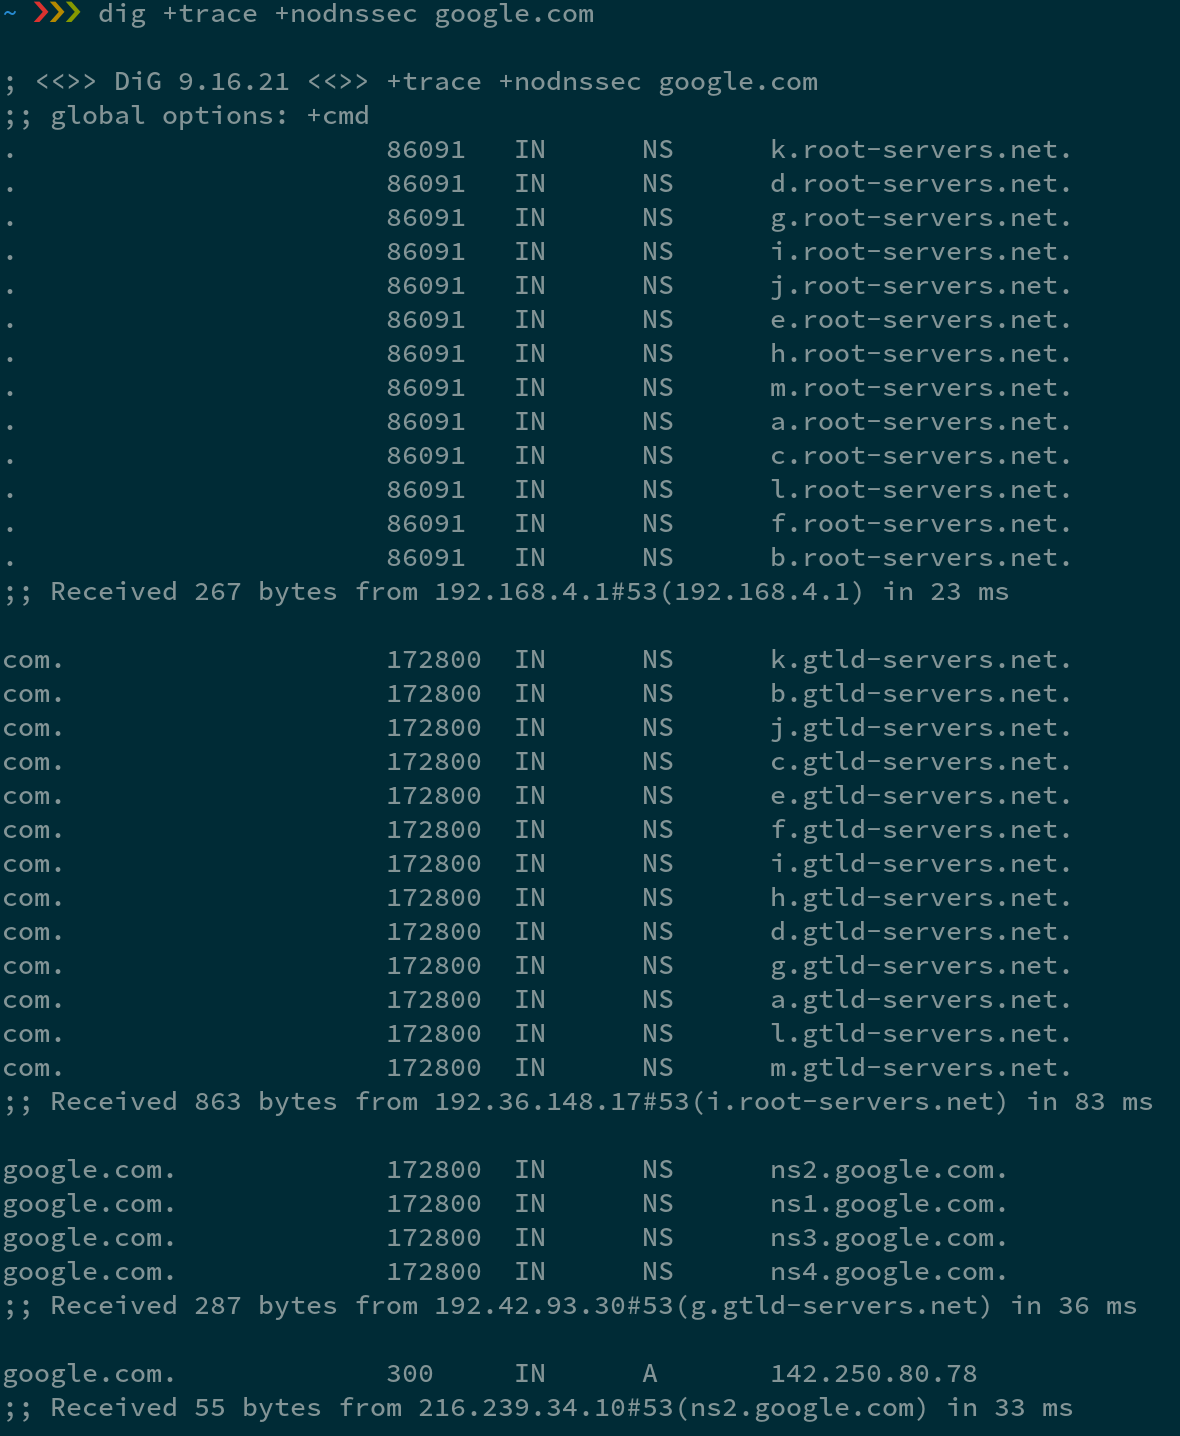 ~ ❯❯❯ dig +trace +nodnssec google.com
; <<>> DiG 9.16.21 <<>> +trace +nodnssec google.com
;; global options: +cmd
. 86091 IN NS k.root-servers.net.
. 86091 IN NS d.root-servers.net.
. 86091 IN NS g.root-servers.net.
. 86091 IN NS i.root-servers.net.
. 86091 IN NS j.root-servers.net.
. 86091 IN NS e.root-servers.net.
. 86091 IN NS h.root-servers.net.
. 86091 IN NS m.root-servers.net.
. 86091 IN NS a.root-servers.net.
. 86091 IN NS c.root-servers.net.
. 86091 IN NS l.root-servers.net.
. 86091 IN NS f.root-servers.net.
. 86091 IN NS b.root-servers.net.
;; Received 267 bytes from 192.168.4.1#53(192.168.4.1) in 23 ms
com. 172800 IN NS k.gtld-servers.net.
com. 172800 IN NS b.gtld-servers.net.
com. 172800 IN NS j.gtld-servers.net.
com. 172800 IN NS c.gtld-servers.net.
com. 172800 IN NS e.gtld-servers.net.
com. 172800 IN NS f.gtld-servers.net.
com. 172800 IN NS i.gtld-servers.net.
com. 172800 IN NS h.gtld-servers.net.
com. 172800 IN NS d.gtld-servers.net.
com. 172800 IN NS g.gtld-servers.net.
com. 172800 IN NS a.gtld-servers.net.
com. 172800 IN NS l.gtld-servers.net.
com. 172800 IN NS m.gtld-servers.net.
;; Received 863 bytes from 192.36.148.17#53(i.root-servers.net) in 83 ms
google.com. 172800 IN NS ns2.google.com.
google.com. 172800 IN NS ns1.google.com.
google.com. 172800 IN NS ns3.google.com.
google.com. 172800 IN NS ns4.google.com.
;; Received 287 bytes from 192.42.93.30#53(g.gtld-servers.net) in 36 ms
google.com. 300 IN A 142.250.80.78
;; Received 55 bytes from 216.239.34.10#53(ns2.google.com) in 33 ms